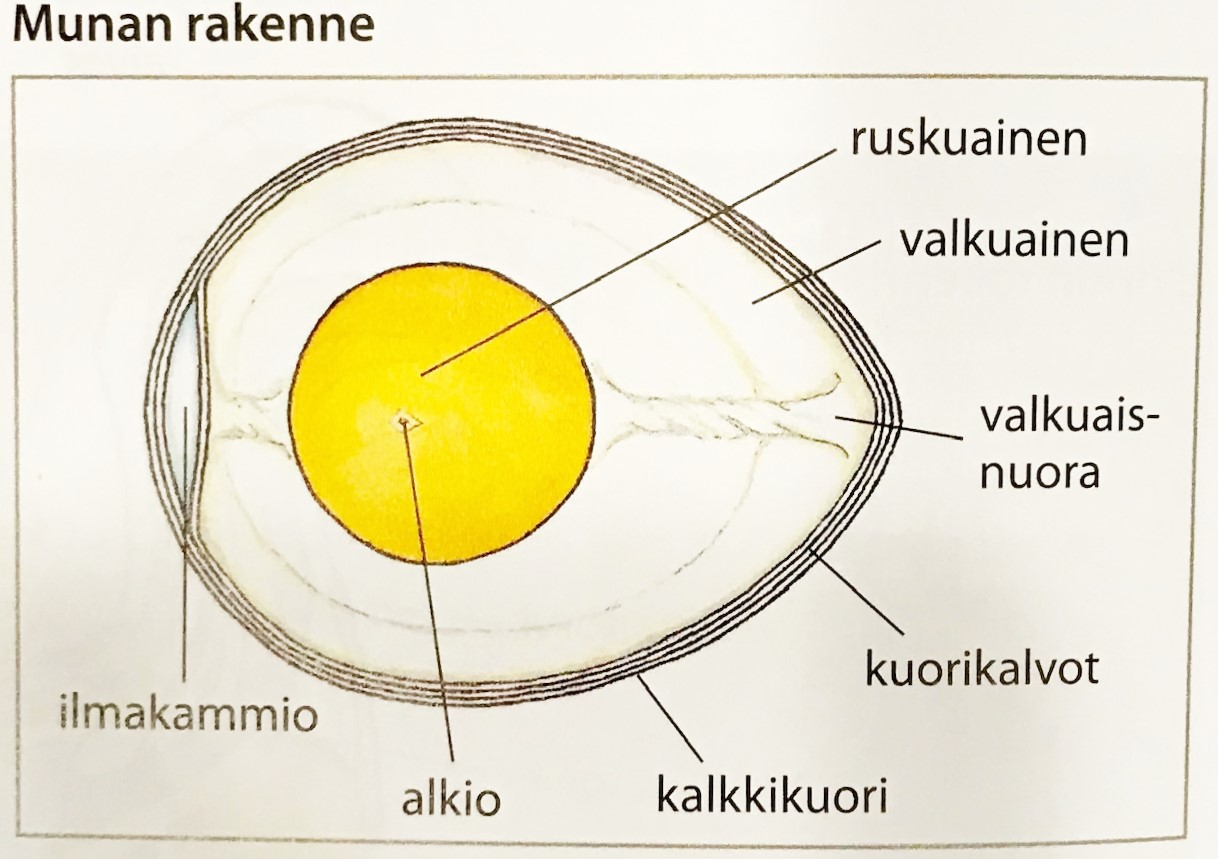 Munan rakenne
ruskuainen
valkuainen
valkuais-
nuora
kuorikalvot
ilmakammio
alkio
kalkkikuori